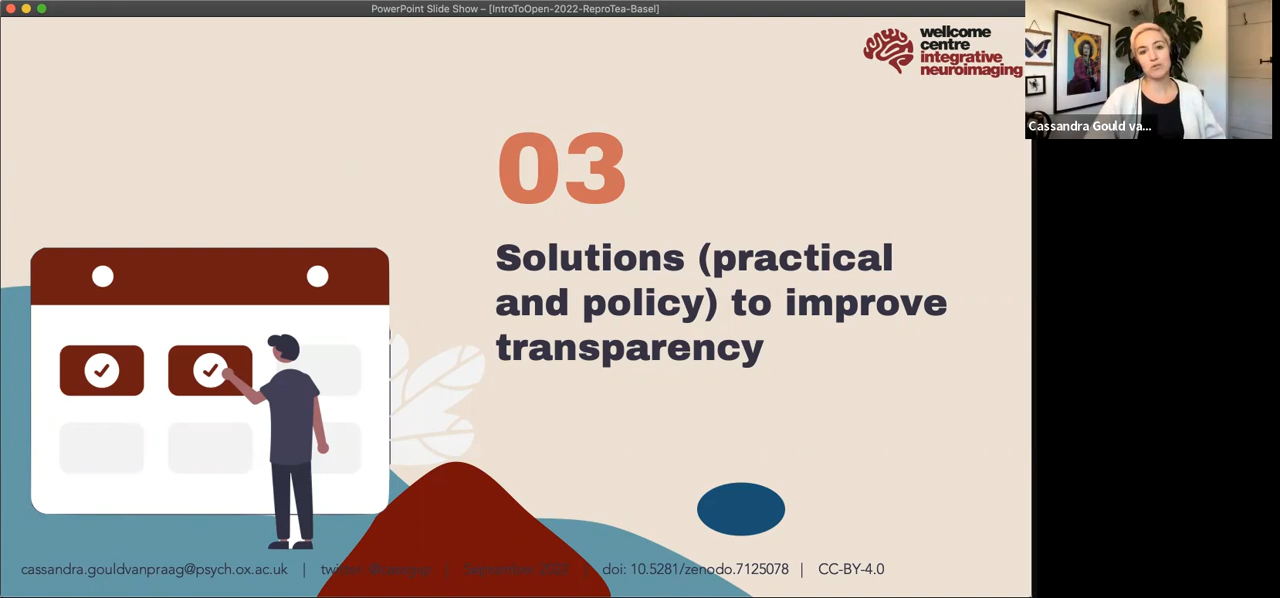 PowerPoint Slide Show – [IntroToOpen-2022-ReproTea-Basel]
wellcome
centre
integrative
neuroimaging
Cassandra Gould va...
03
Solutions (practical
and policy) to improve
transparency
cassandra.gouldvanpraag@psych.ox.ac.uk | twitter: | September 2022 | doi: 10.5281/zenodo.7125078 | CC-BY-4.0